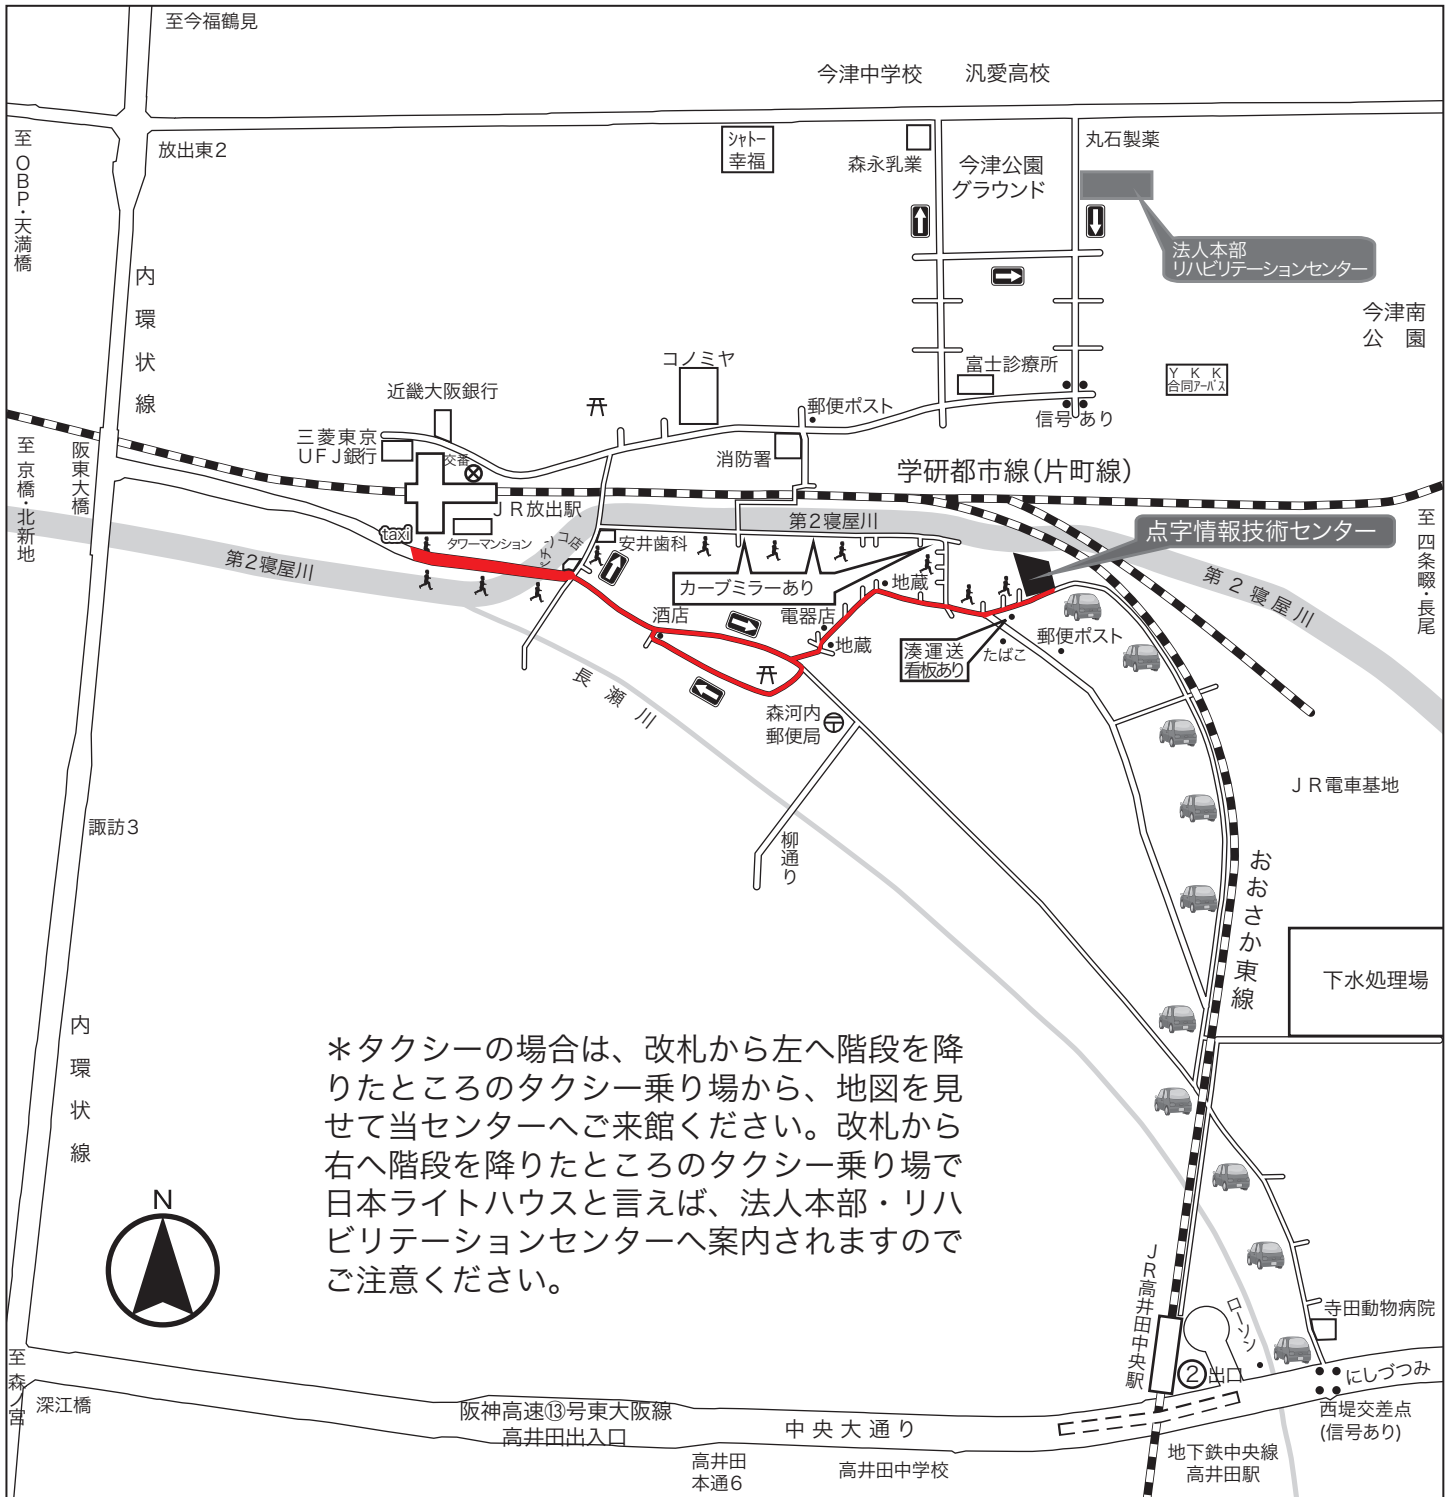 至今福鶴見
今津中学校
汎愛高校
至OBP・天満橋
放出東2
シャトー
幸福
森永乳業
今津公園
グラウンド
丸石製薬
法人本部
リハビリテーションセンター
内環状線
今津南
公園
コノミヤ
富士診療所
YKK
合同アーバス
近畿大阪銀行
郵便ポスト
信号あり
三菱東京
UFJ銀行
交番
消防署
学研都市線(片町線)
至京橋・北新地
阪東大橋
JR放出駅
第2寝屋川
点字情報技術センター
至四条畷・長尾
taxi
タワーマンション
パチンコ店
安井歯科
第2寝屋川
カーブミラーあり
地蔵
第2寝屋川
酒店
電器店
地蔵
湊運送
看板あり
たばこ
郵便ポスト
長瀬川
森河内
郵便局
JR電車基地
諏訪3
柳通り
おおさか東線
下水処理場
内環状線
＊タクシーの場合は、改札から左へ階段を降
りたところのタクシー乗り場から、地図を見
せて当センターへご来館ください。改札から
右へ階段を降りたところのタクシー乗り場で
日本ライトハウスと言えば、法人本部・リハ
ビリテーションセンターへ案内されますので
ご注意ください。
N
JR高井田中央駅
ローソン
寺田動物病院
至森ノ宮
②出口
にしづつみ
深江橋
阪神高速⑬号東大阪線
高井田出入口
中央大通り
西堤交差点
(信号あり)
高井田
本通6
高井田中学校
地下鉄中央線
高井田駅